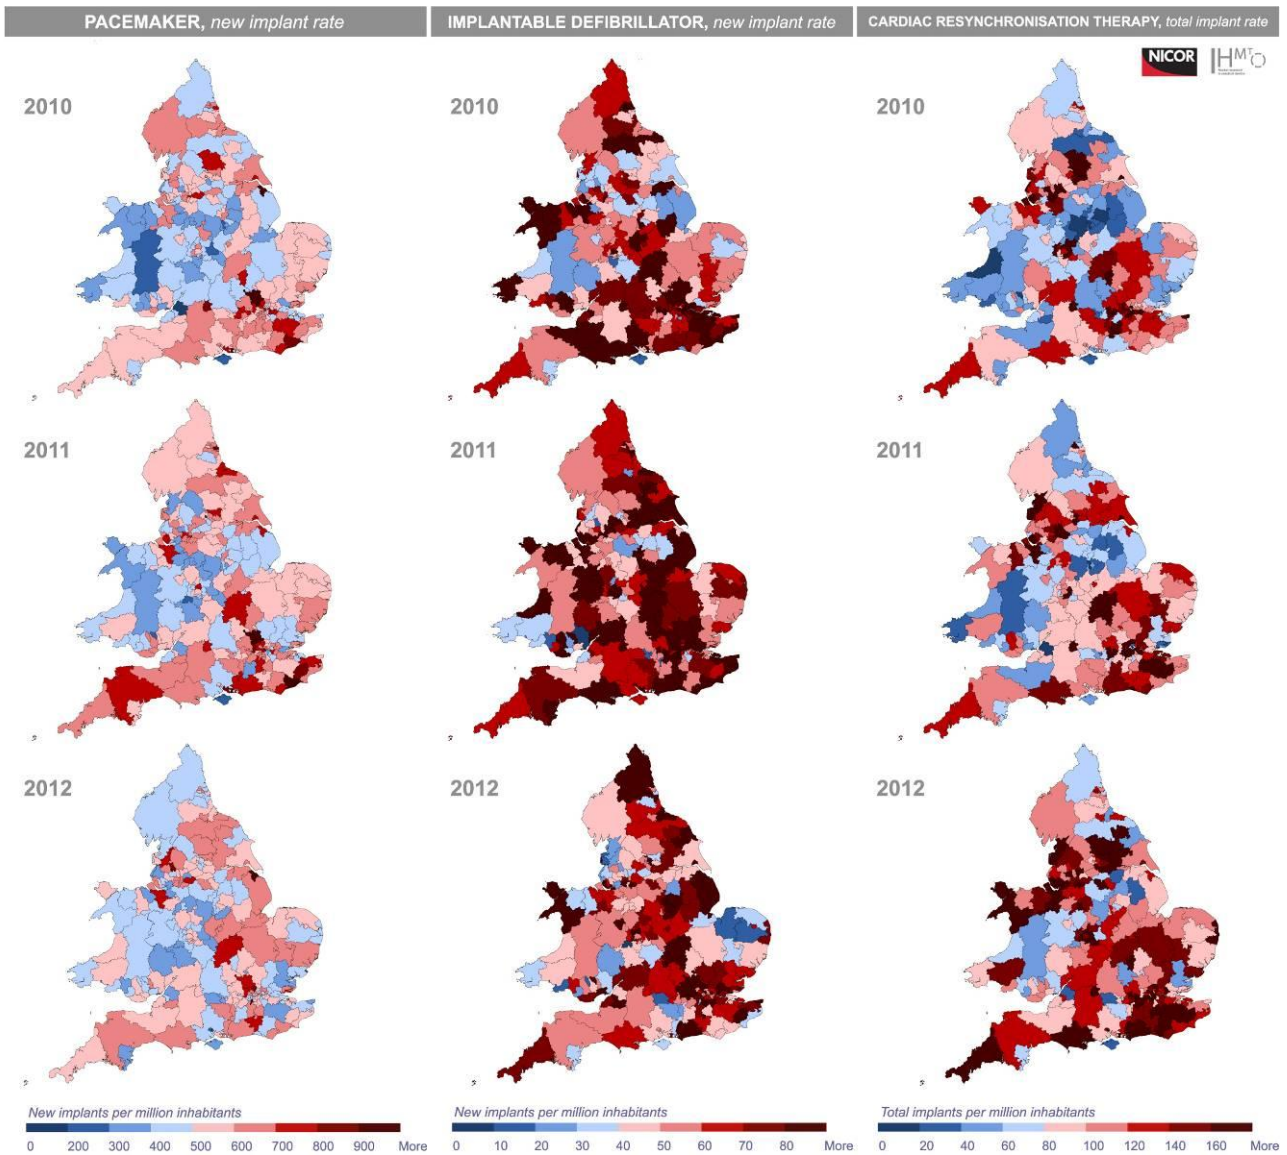 PACEMAKER, new implant rate
IMPLANTABLE DEFIBRILLATOR, new implant rate
CARDIAC RESYNCHRONISATION THERAPY, total implant rate
NICOR
HMT
2010
2010
2010
2011
2011
2011
2012
2012
2012
New implants per million inhabitants
0 200 300 400 500 600 700 800 900 More
New implants per million inhabitants
0 10 20 30 40 50 60 70 80 More
Total implants per million inhabitants
0 20 40 60 80 100 120 140 160 More